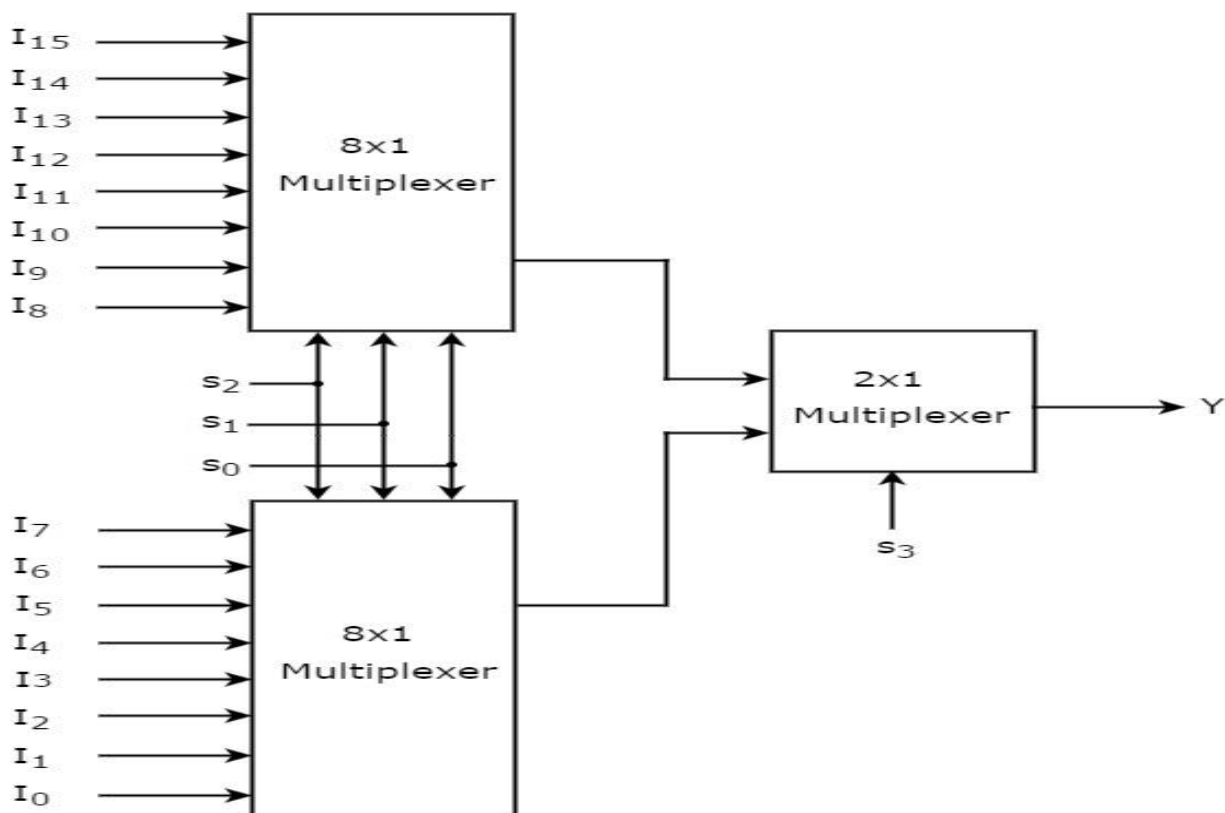 I15
I14
I13
I12
I11
I10
I9
I8
8x1
Multiplexer
s2
s1
s0
I7
I6
I5
I4
I3
I2
I1
I0
8x1
Multiplexer
2x1
Multiplexer
s3
Y